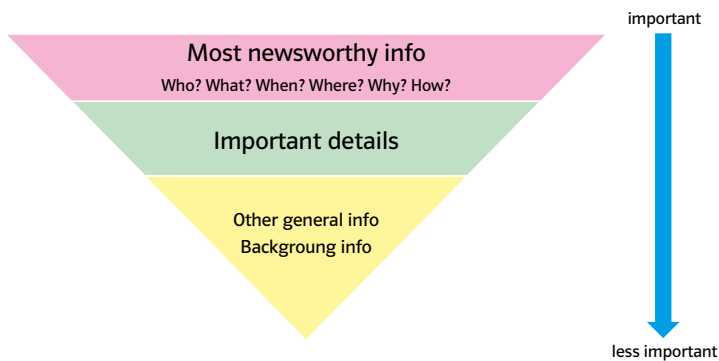 important
Most newsworthy info
Who? What? When? Where? Why? How?
Important details
Other general info
Backgroung info
less important